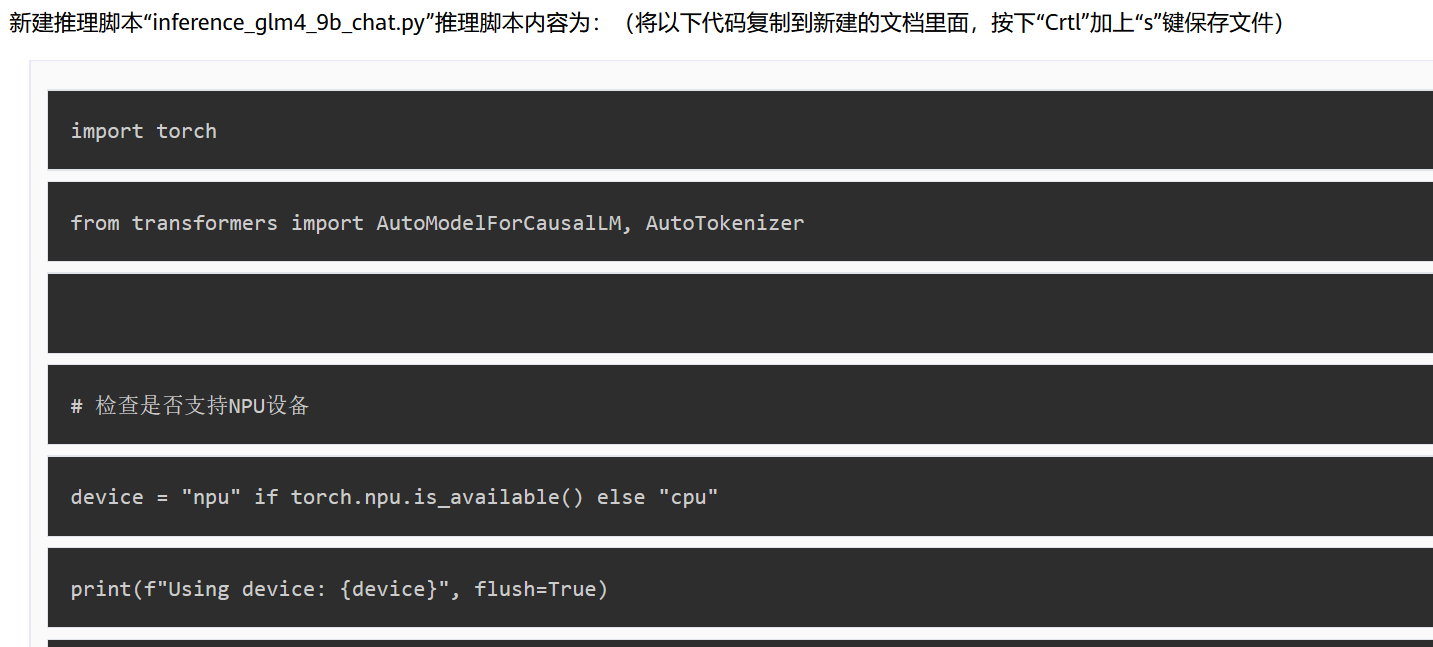 新建推理脚本“inference_glm4_9b_chat.py”推理脚本内容为：（将以下代码复制到新建的文档里面，按下“Crtl”加上“s”键保存文件）
import torch
from transformers import AutoModelForCausalLM, AutoTokenizer
# 检查是否支持NPU设备
device = "npu" if torch.npu.is_available() else "cpu"
print(f"Using device: {device}", flush=True)